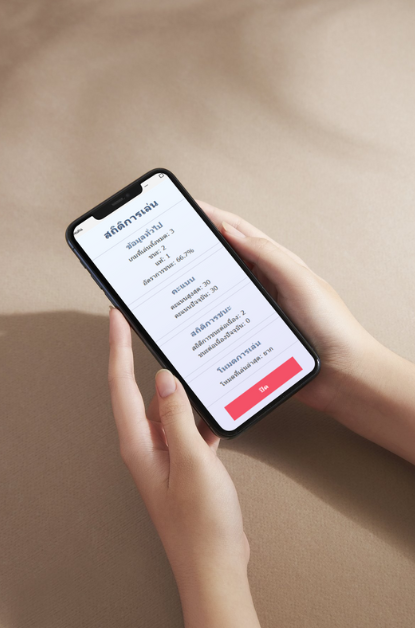 สถิติการเล่น
ข้อมูลทั่วไป
เกมที่เล่นทั้งหมด: 3
ชนะ: 2
แพ้: 1
อัตราการชนะ: 66.7%
คะแนน
คะแนนสูงสุด: 30
คะแนนปัจจุบัน: 30
สถิติการชนะ
สถิติชนะต่อเนื่อง: 2
ชนะต่อเนื่องปัจจุบัน: 0
โหมดการเล่น
โหมดที่เล่นล่าสุด: ยาก
ปิด